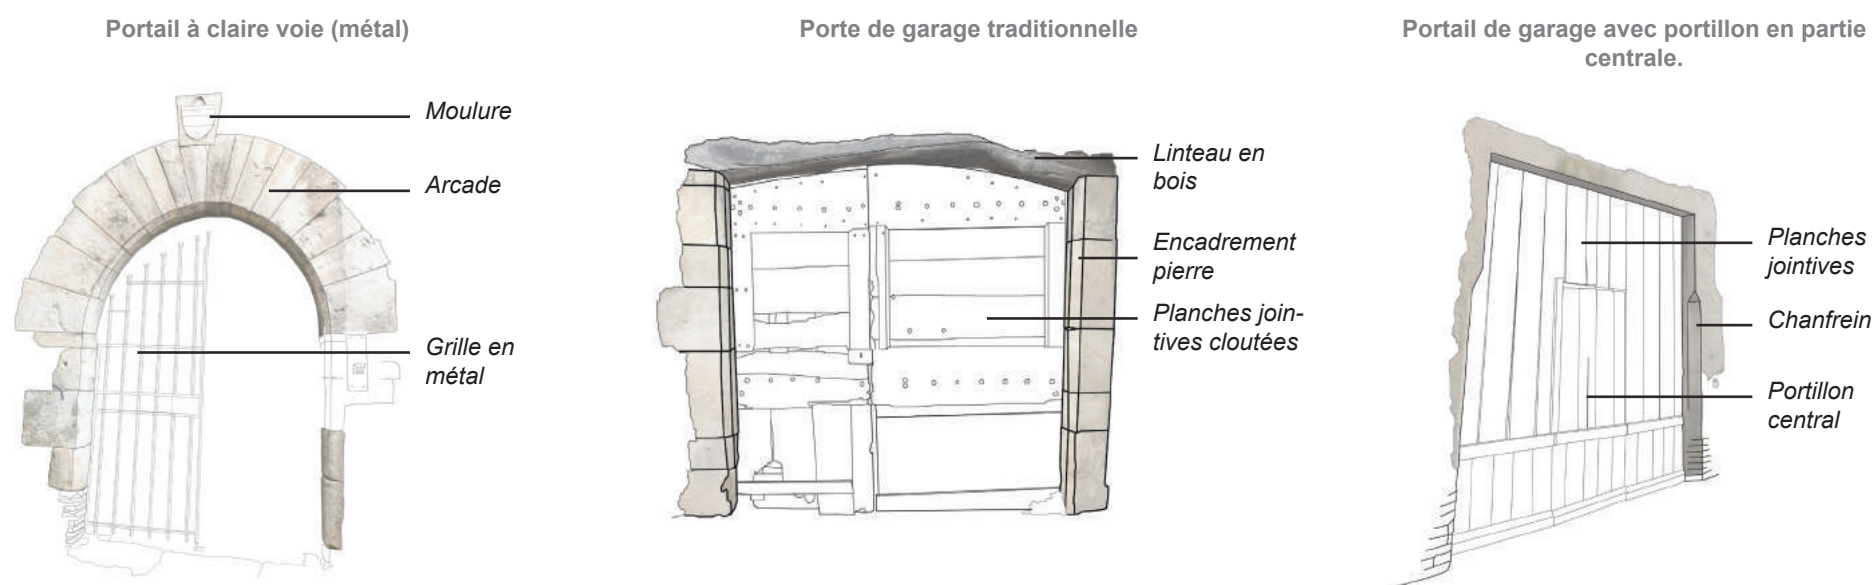 Portail à claire voie (métal)
Moulure
Arcade
Grille en
métal
Porte de garage traditionnelle
Linteau en
bois
Encadrement
pierre
Planches join-
tives cloutées
Portail de garage avec portillon en partie
centrale.
Planches
jointives
Chanfrein
Portillon
central